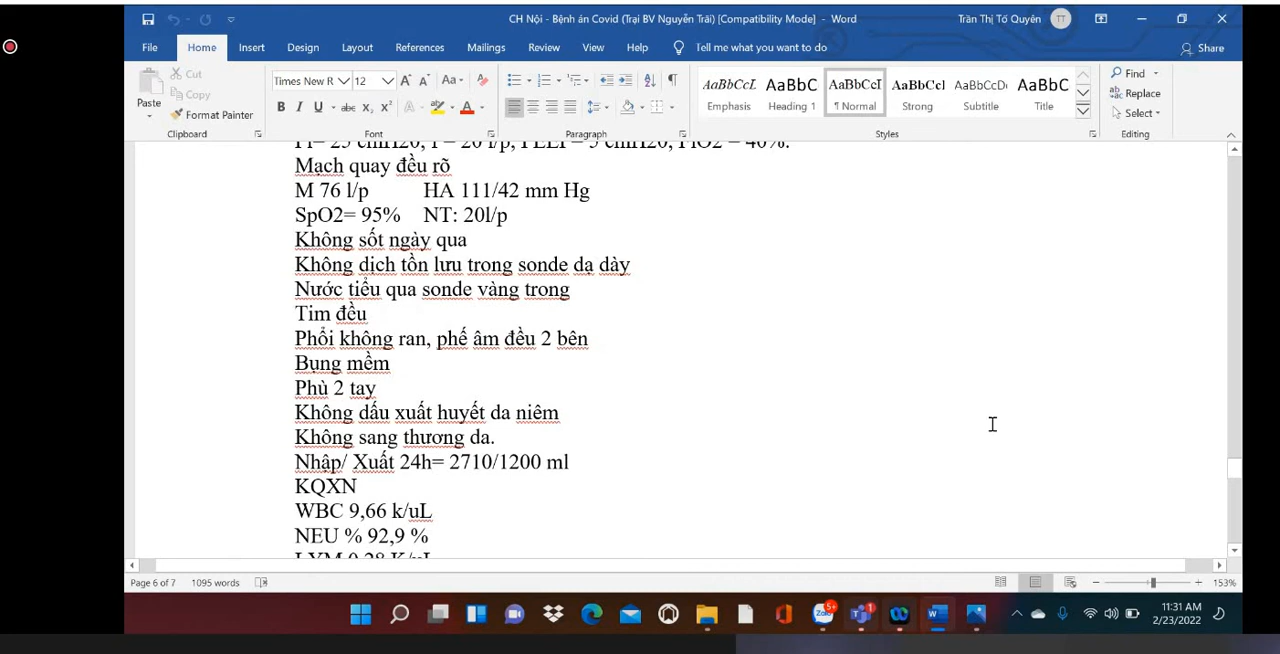 CH Nội - Bệnh án Covid (Trại BV Nguyễn Trãi) [Compatibility Mode] - Word
Trần Thị Tố Quyên
TT
File Home Insert Design Layout References Mailings Review View Help Tell me what you want to do
Share
Cut
Copy
Format Painter
Paste
Clipboard
Times New R 12
Font
Paragraph
AaBbCcL AaBbC AaBbCcI AaBbCcl AaBbCcD AaBbC
Emphasis Heading 1 ¶ Normal Strong Subtitle Title
Styles
Find
Replace
Select
Editing
Mạch quay đều rõ
M 76 l/p HA 111/42 mm Hg
SpO2= 95% NT: 20l/p
Không sốt ngày qua
Không dịch tồn lưu trong sonde dạ dày
Nước tiểu qua sonde vàng trong
Tim đều
Phổi không ran, phế âm đều 2 bên
Bụng mềm
Phù 2 tay
Không dấu xuất huyết da niêm
Không sang thương da.
Nhập/ Xuất 24h= 2710/1200 ml
KQXN
WBC 9,66 k/uL
NEU % 92,9 %
Page 6 of 7 1095 words
153%
11:31 AM
2/23/2022